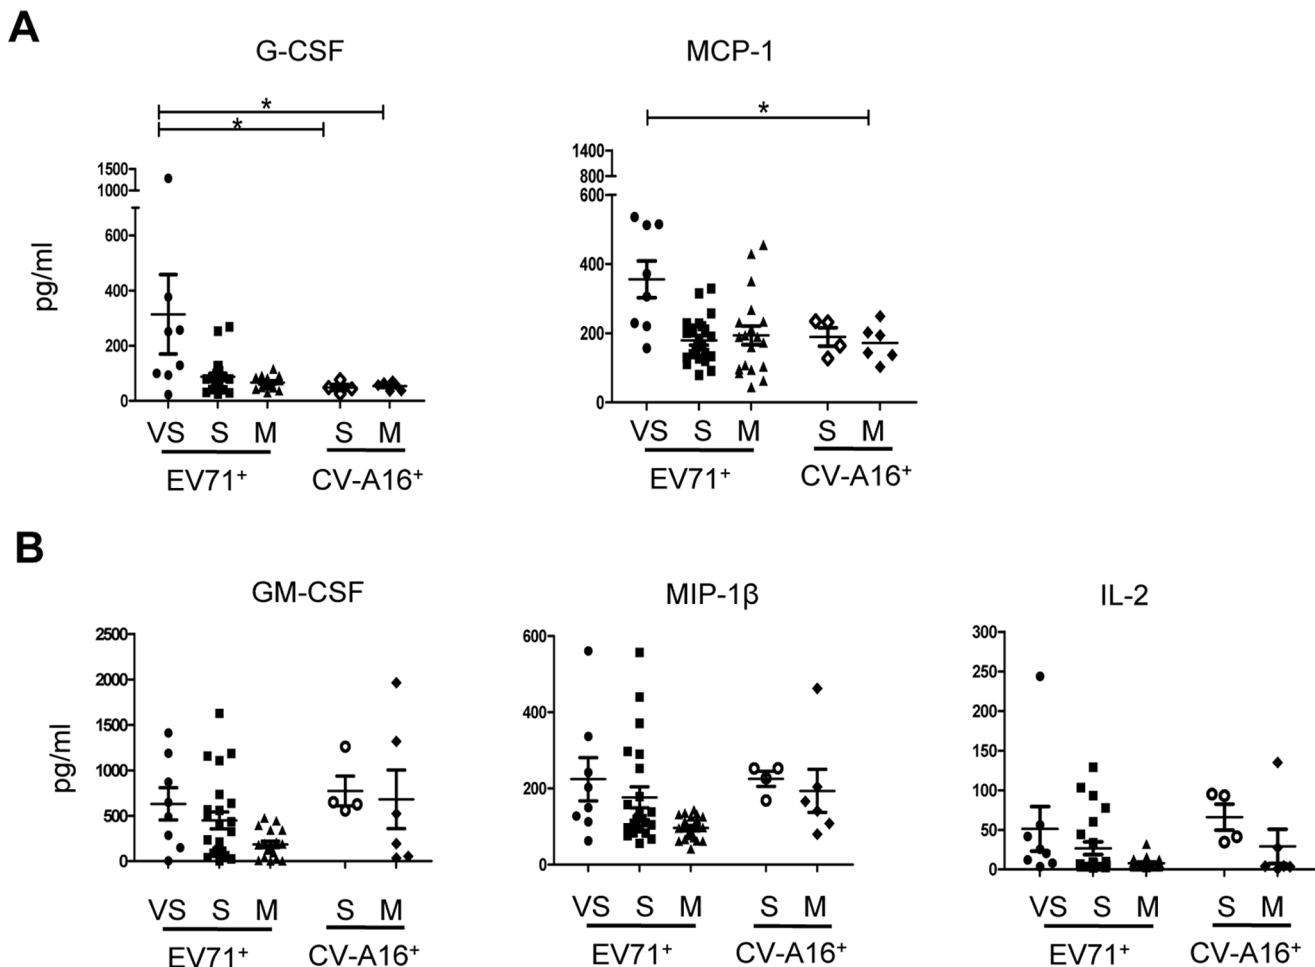 A
G-CSF
MCP-1
*
*
*
pg/ml
1500
1000
600
400
200
0
1400
800
600
400
200
0
VS S M S M
VS S M S M
EV71+ CV-A16+
EV71+ CV-A16+
B
GM-CSF
MIP-1β
IL-2
pg/ml
2500
2000
1500
1000
500
0
600
400
200
0
300
250
200
150
100
50
0
VS S M S M
VS S M S M
VS S M S M
EV71+ CV-A16+
EV71+ CV-A16+
EV71+ CV-A16+